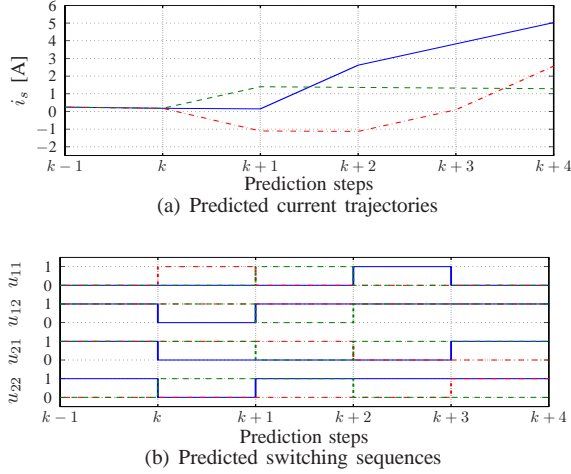 6
5
4
3
2
1
0
−1
−2
i_s [A]
k − 1 k k + 1 k + 2 k + 3 k + 4
Prediction steps
(a) Predicted current trajectories
u_11 1 0
u_12 1 0
u_21 1 0
u_22 1 0
k − 1 k k + 1 k + 2 k + 3 k + 4
Prediction steps
(b) Predicted switching sequences